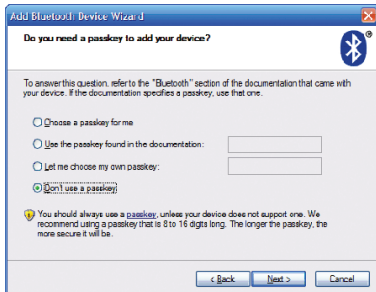 Add Bluetooth Device Wizard
Do you need a passkey to add your device?
To answer this question, refer to the "Bluetooth" section of the documentation that came with
your device. If the documentation specifies a passkey, use that one.
Choose a passkey for me
Use the passkey found in the documentation:
Let me choose my own passkey:
Don't use a passkey
You should always use a passkey, unless your device does not support one. We
recommend using a passkey that is 8 to 16 digits long. The longer the passkey, the
more secure it will be.
< Back Next > Cancel